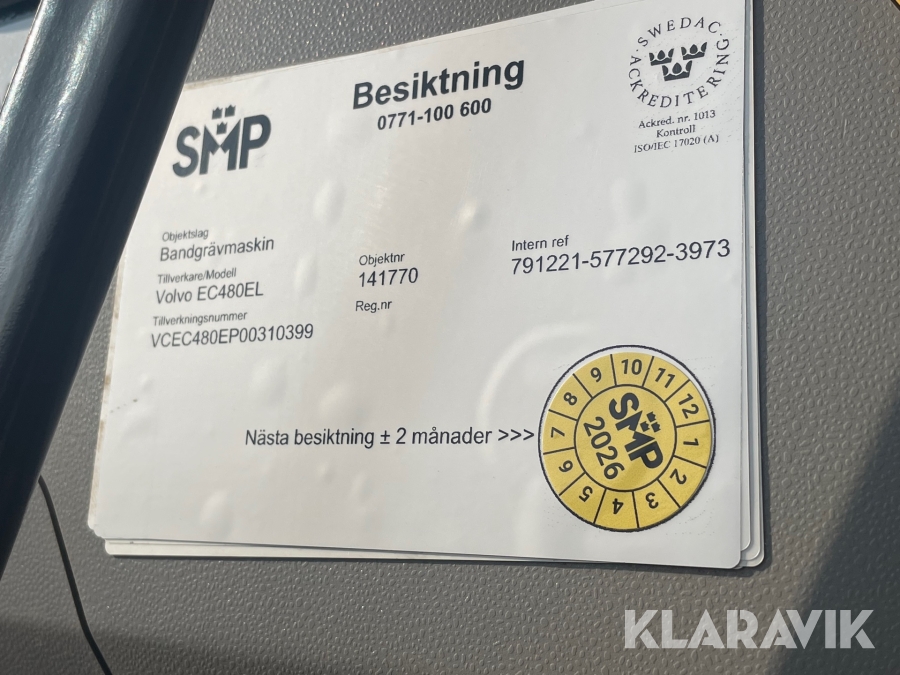 SMP
Besiktning
0771-100 600
SWEDAC
ACKREDITERING
Ackred. nr. 1013
Kontroll
ISO/IEC 17020 (A)
Objektslag
Bandgrävmaskin
Tillverkare/Modell
Volvo EC480EL
Tillverkningsnummer
VCEC480EP00310399
Objektnr
141770
Reg.nr
Intern ref
791221-577292-3973
Nästa besiktning ± 2 månader >>>
1 2 3 4 5 6 7 8 9 10 11 12
SMP
2026
KLARAVIK